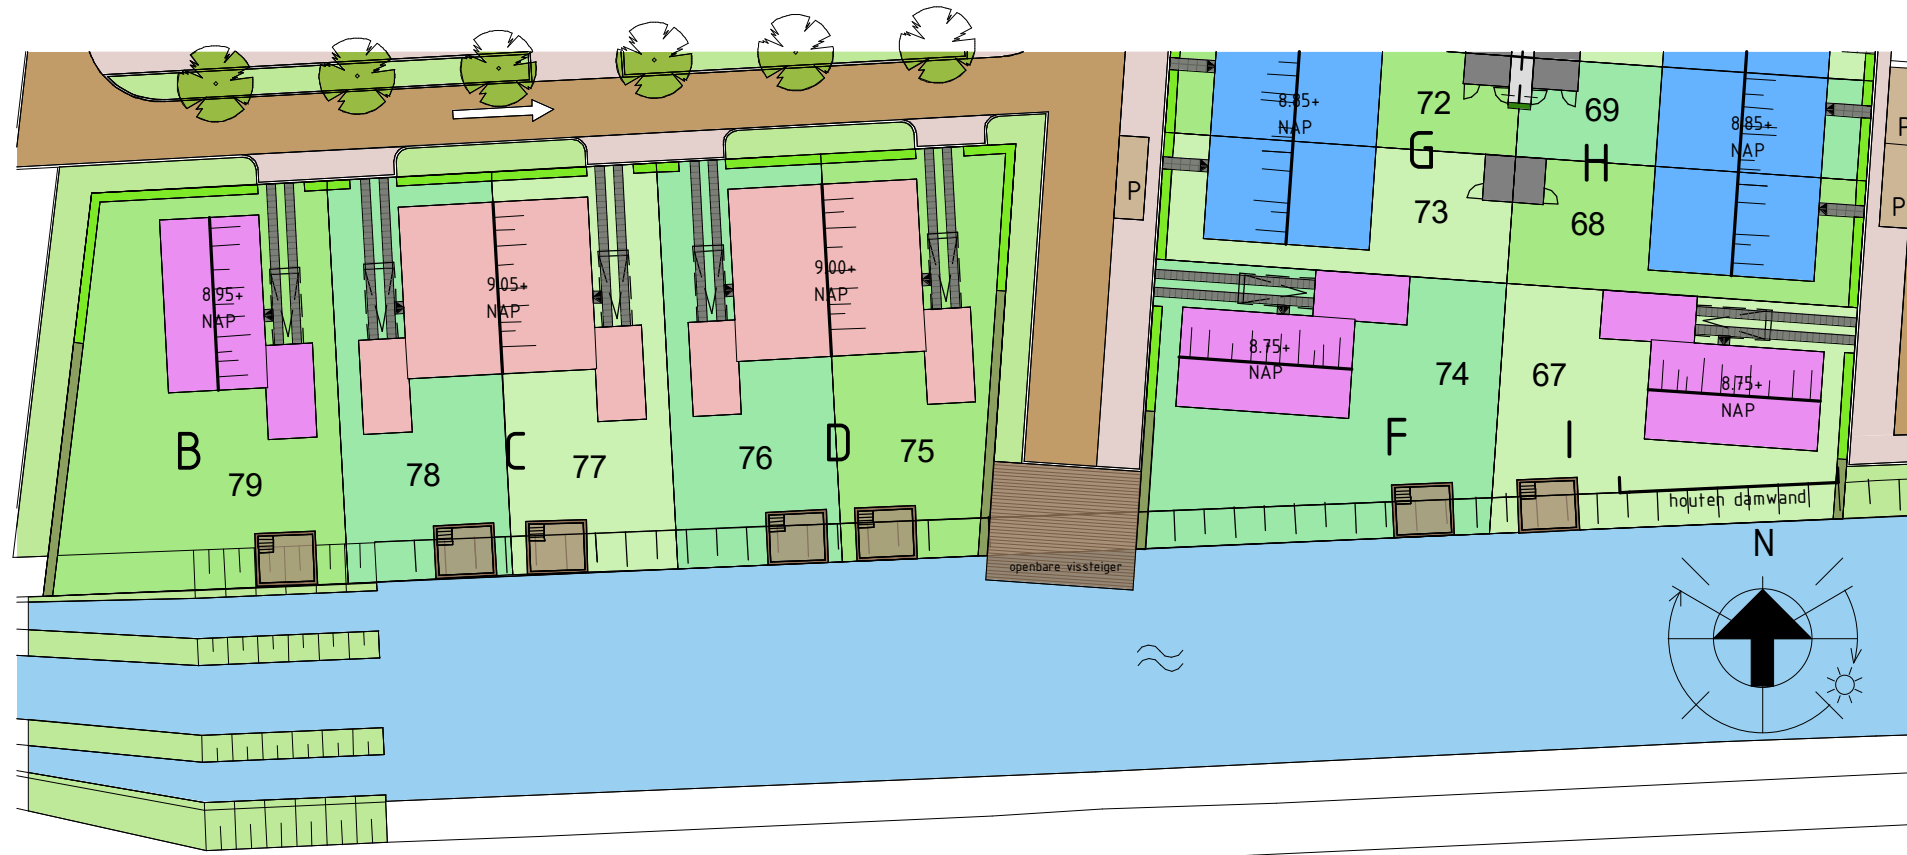 72
69
8.85+
NAP
8.85+
NAP
G
H
P
P
P
73
68
8.95+
NAP
9.05+
NAP
9.00+
NAP
8.75+
NAP
74
67
8.75+
NAP
B
79
78
C
77
76
D
75
F
I
houten damwand
openbare vissteiger
N